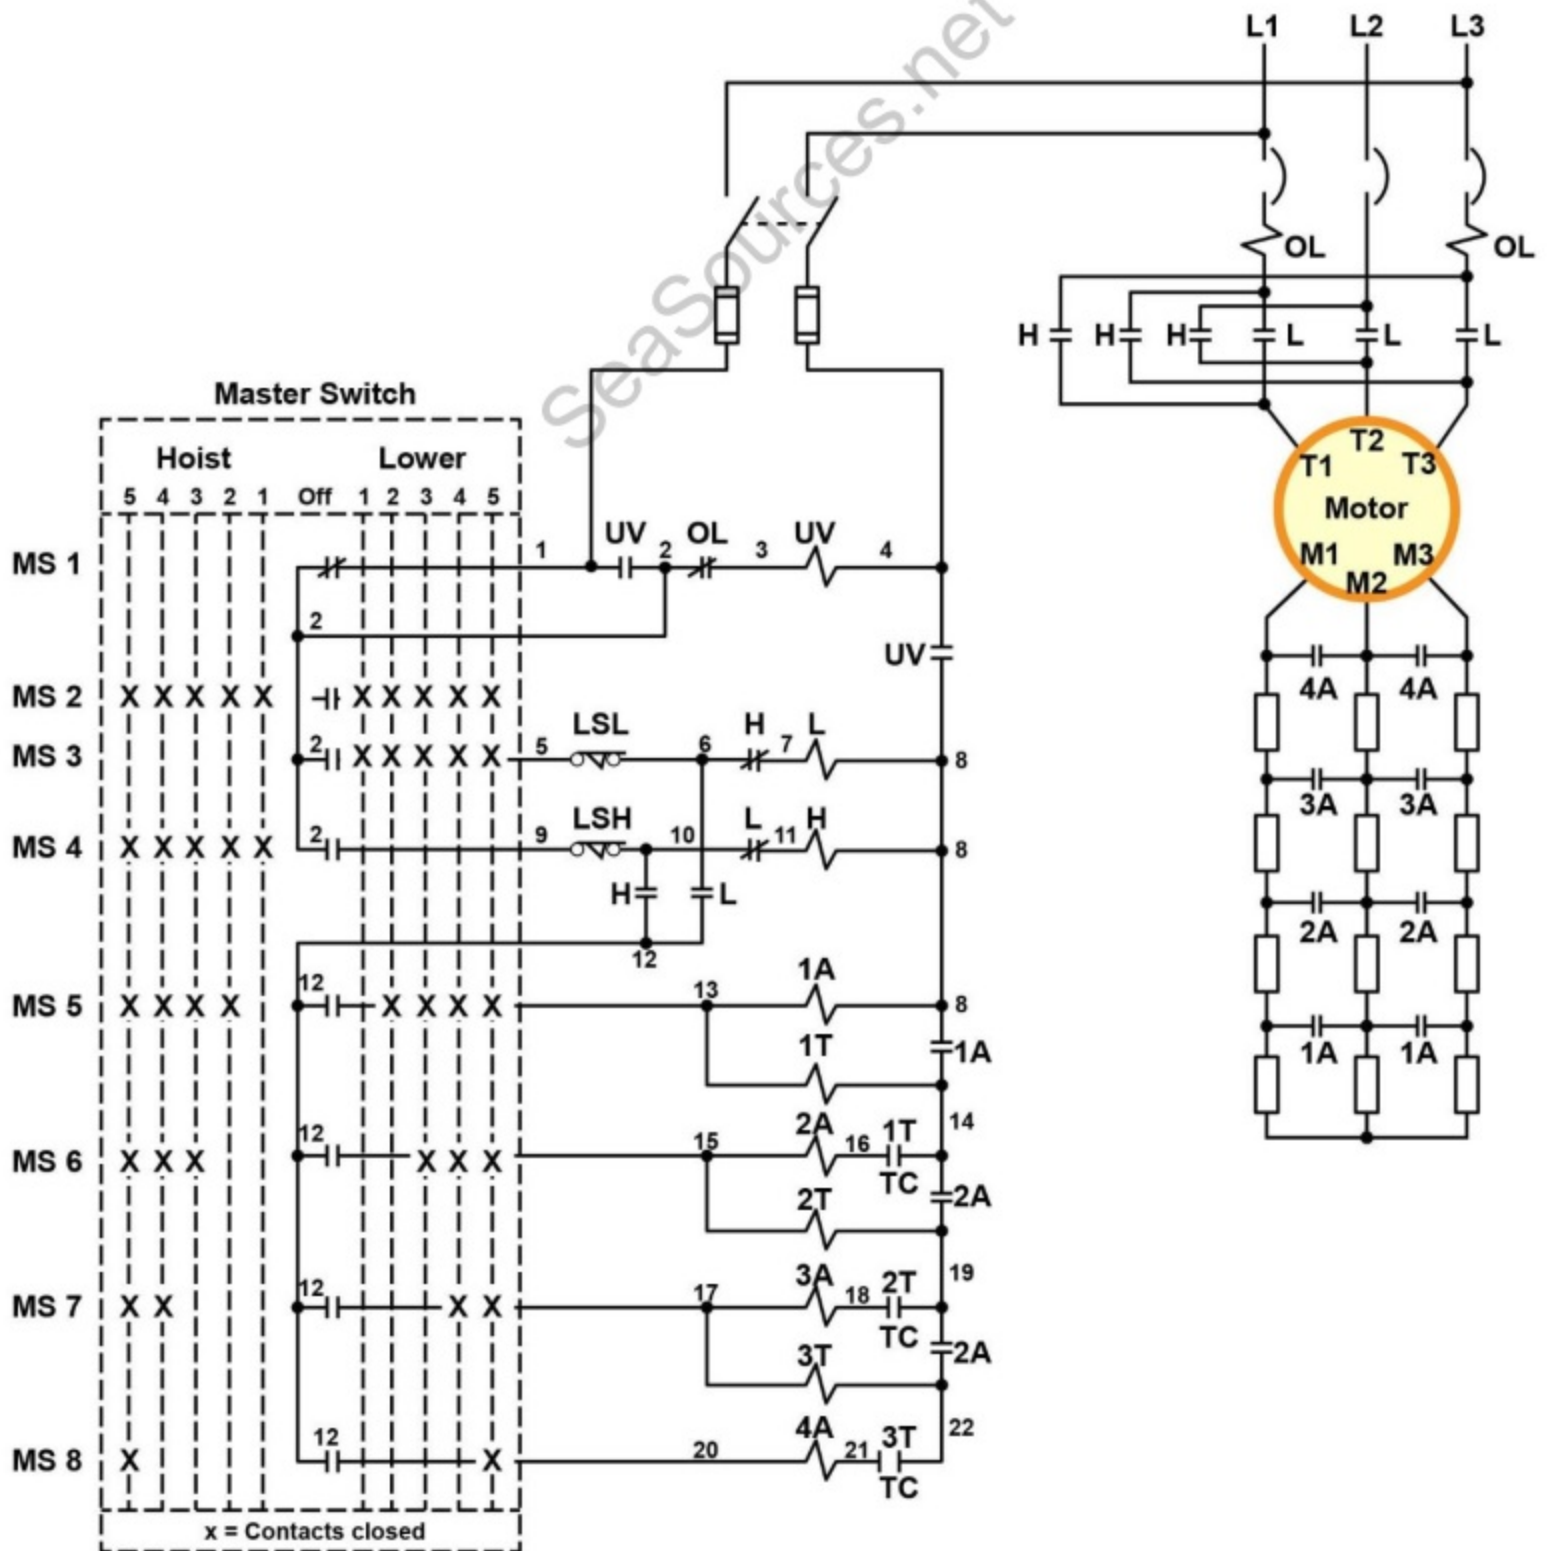 SeaSources.net
L1 L2 L3
OL OL
H H H L L L
Master Switch
Hoist Lower
5 4 3 2 1 Off 1 2 3 4 5
T1 T2 T3
Motor
M1 M2 M3
MS 1 1 UV 2 OL 3 UV 4
2
UV
MS 2 X X X X X X X X X X
MS 3 2 X X X X X 5 LSL 6 H 7 L 8
MS 4 X X X X X 2 9 LSH 10 L 11 H 8
H L
12
MS 5 X X X X 12 X X X X 13 1A 8
1T 1A
14
MS 6 X X X 12 X X X 15 2A 16 1T
TC
2T 2A
19
MS 7 X X 12 X X 17 3A 18 2T
TC
3T 2A
22
MS 8 X 12 X 20 4A 21 3T
TC
x = Contacts closed
4A 4A
3A 3A
2A 2A
1A 1A